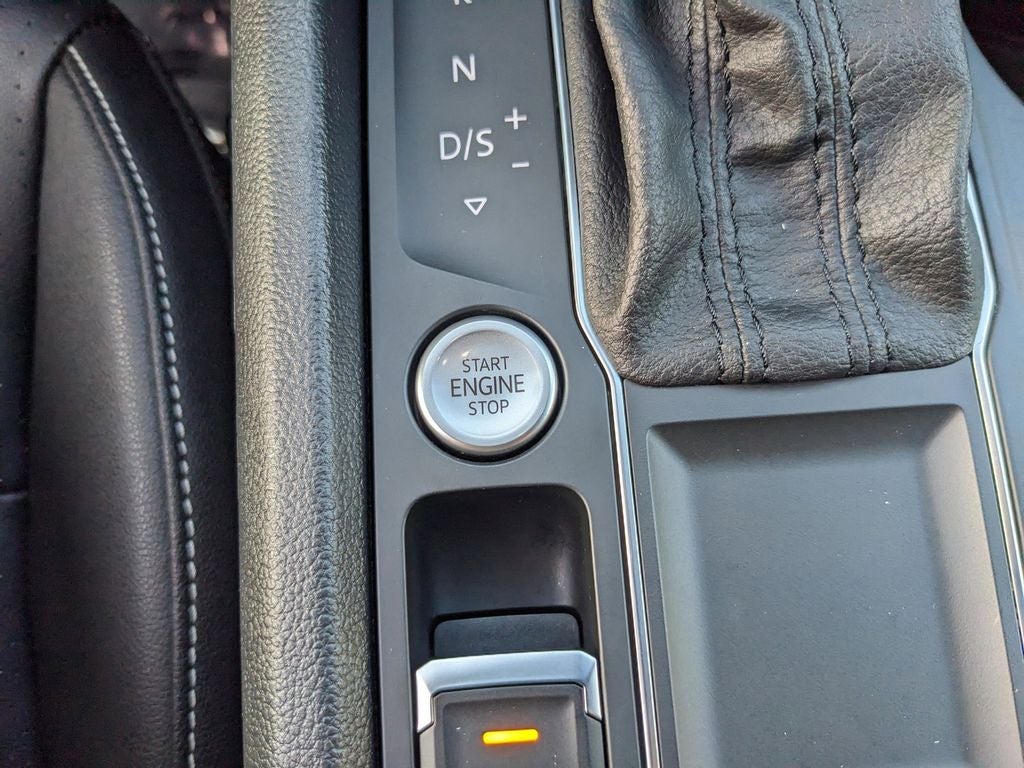 R
N
+
D/S
−
START
ENGINE
STOP